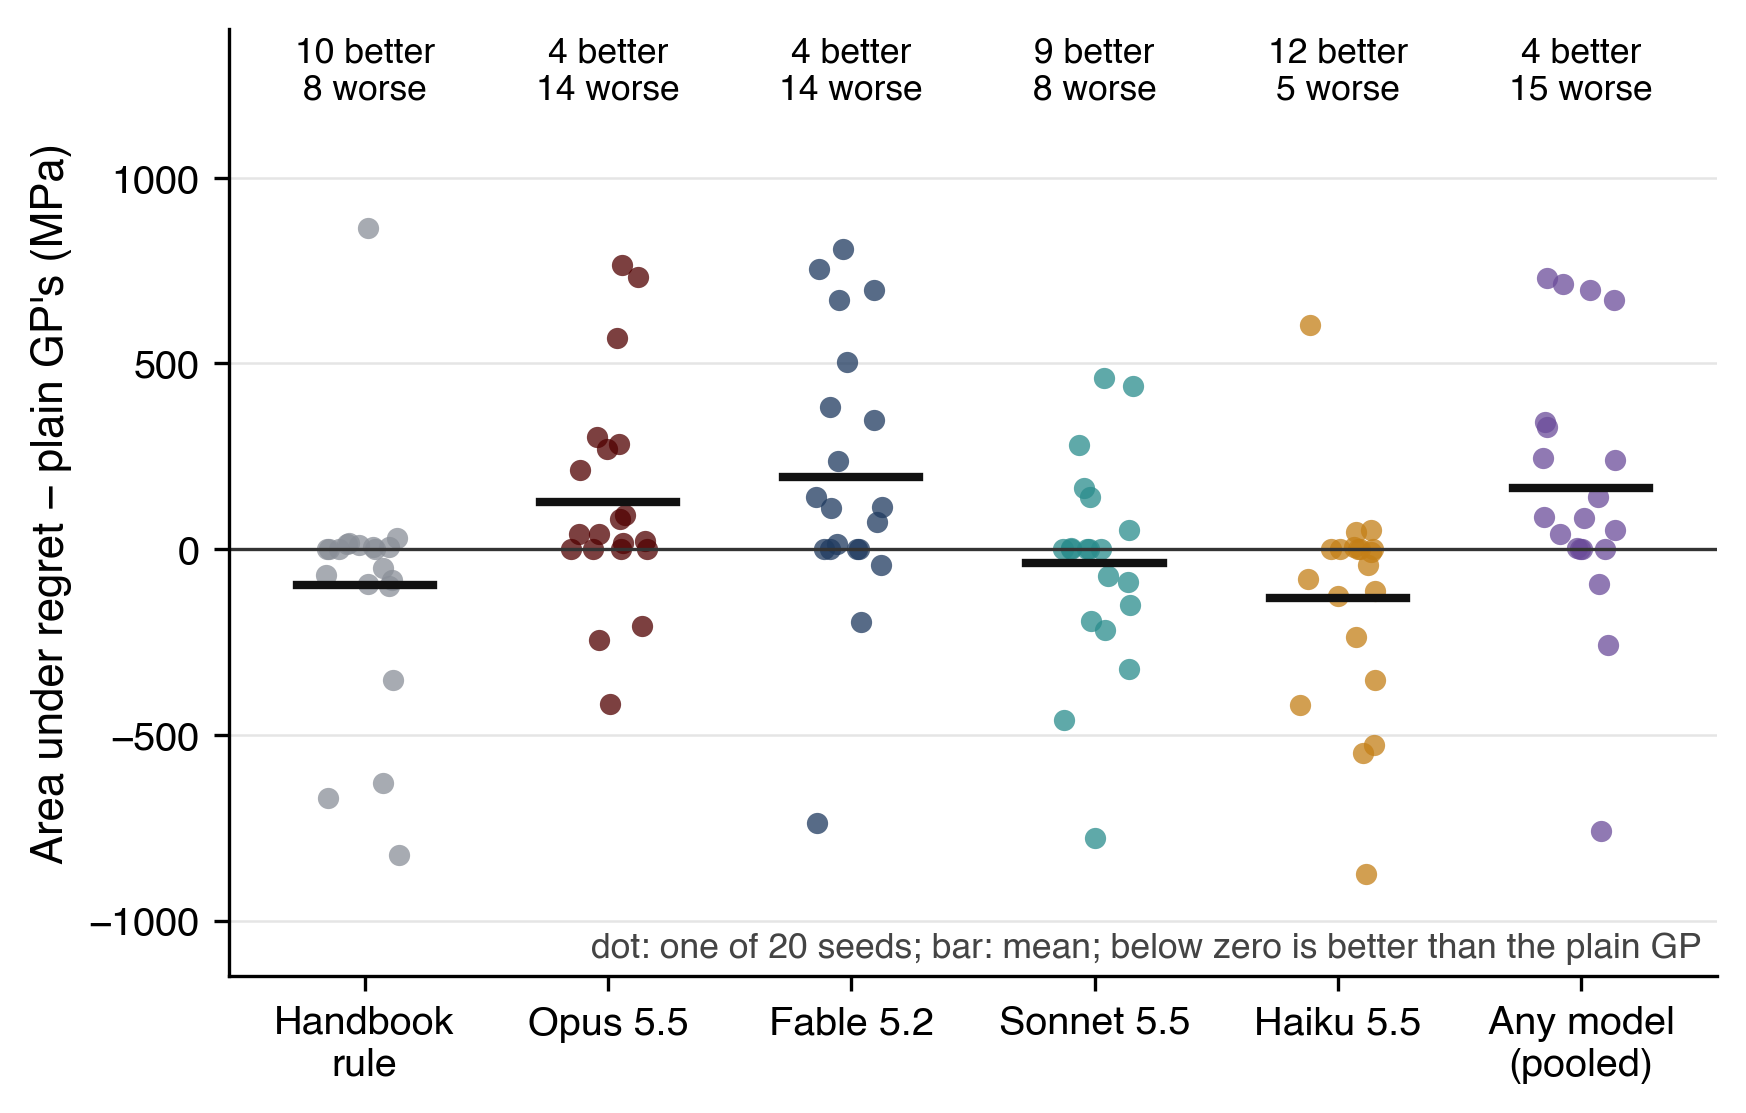 10 better
8 worse
4 better
14 worse
4 better
14 worse
9 better
8 worse
12 better
5 worse
4 better
15 worse
Area under regret – plain GP's (MPa)
1000
500
0
−500
−1000
dot: one of 20 seeds; bar: mean; below zero is better than the plain GP
Handbook
rule
Opus 5.5
Fable 5.2
Sonnet 5.5
Haiku 5.5
Any model
(pooled)